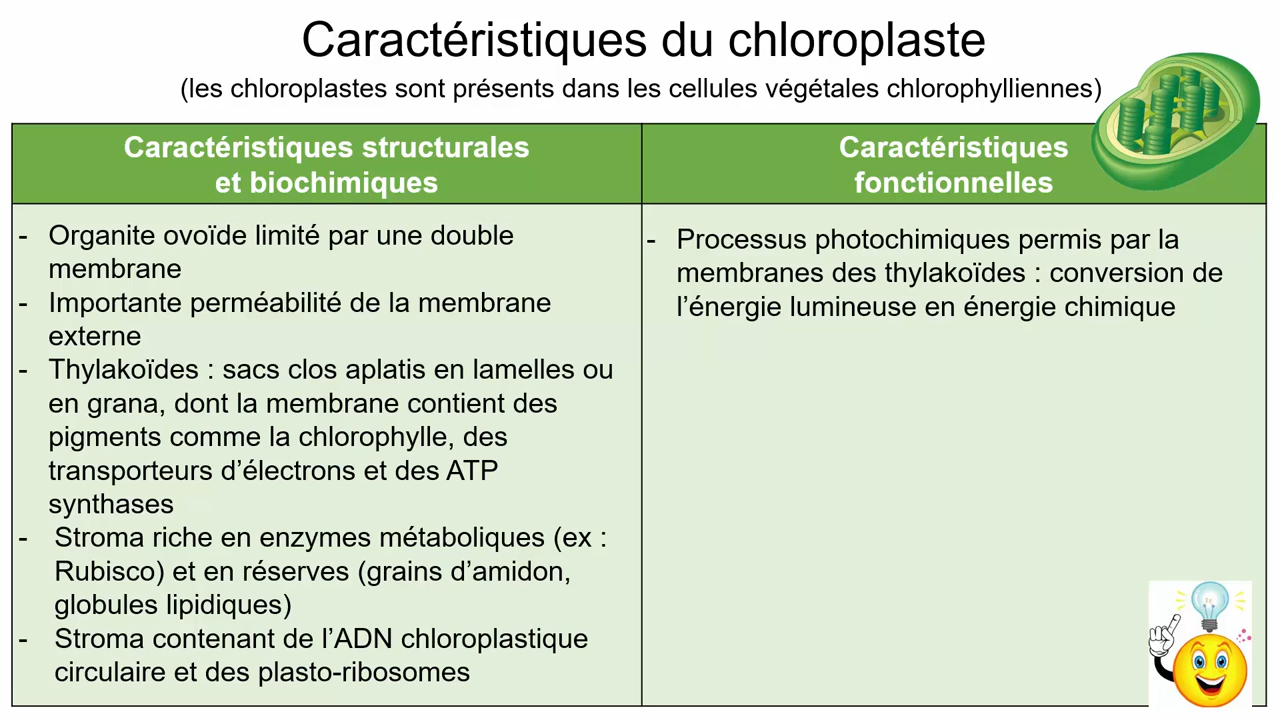 Caractéristiques du chloroplaste
(les chloroplastes sont présents dans les cellules végétales chlorophylliennes)
Caractéristiques structurales
et biochimiques
- Organite ovoïde limité par une double
membrane
- Importante perméabilité de la membrane
externe
- Thylakoïdes : sacs clos aplatis en lamelles ou
en grana, dont la membrane contient des
pigments comme la chlorophylle, des
transporteurs d’électrons et des ATP
synthases
- Stroma riche en enzymes métaboliques (ex :
Rubisco) et en réserves (grains d’amidon,
globules lipidiques)
- Stroma contenant de l’ADN chloroplastique
circulaire et des plasto-ribosomes
Caractéristiques
fonctionnelles
- Processus photochimiques permis par la
membranes des thylakoïdes : conversion de
l’énergie lumineuse en énergie chimique